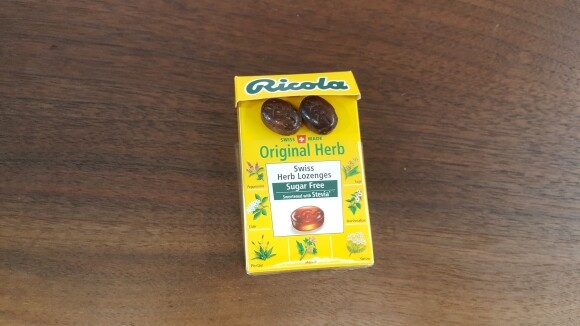 Ricola
SWISS MADE
Original Herb
Swiss
Herb Lozenges
Sugar Free
Sweetened with Stevia